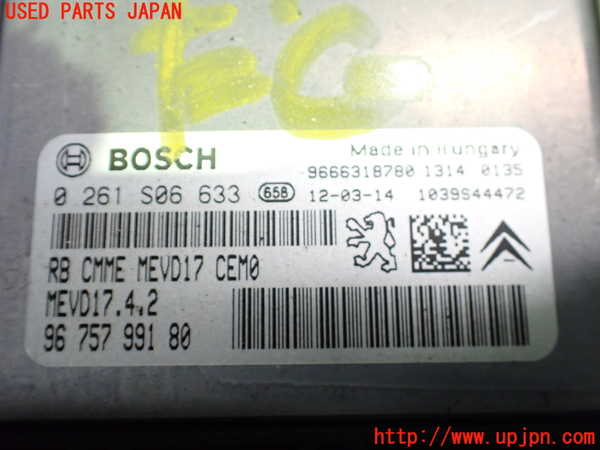 USED PARTS JAPAN
EC
BOSCH
Made in Hungary
9666318780 1314 0135
0 261 S06 633 658 12-03-14 1039S44472
RB CMME MEVD17 CEM0
MEVD17.4.2
96 757 991 80
http://www.upjpn.com